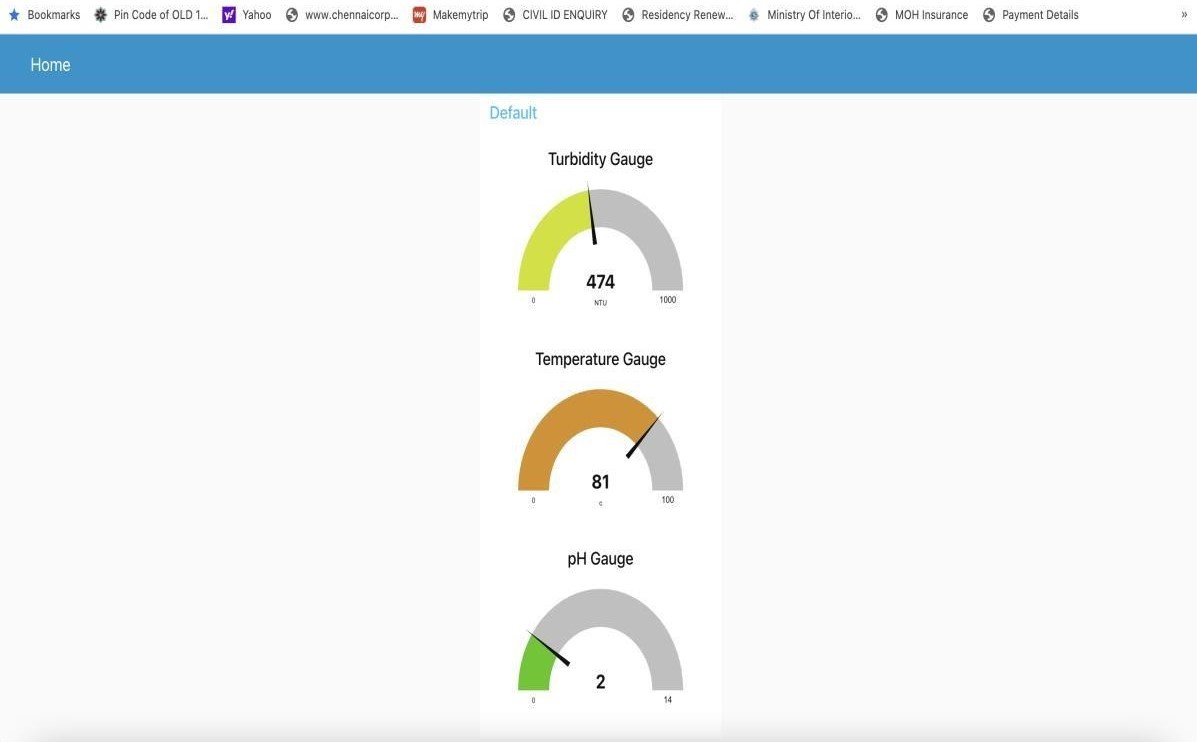 Bookmarks Pin Code of OLD 1... Yahoo www.chennaicorp... Makemytrip CIVIL ID ENQUIRY Residency Renew... Ministry Of Interio... MOH Insurance Payment Details »
Home
Default
Turbidity Gauge
474
0 NTU 1000
Temperature Gauge
81
0 c 100
pH Gauge
2
0 14